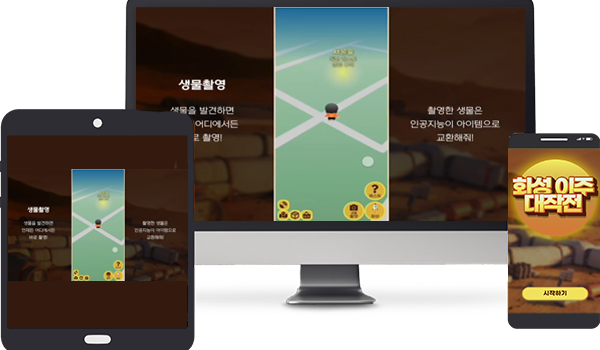 생물촬영
생물을 발견하면
어디에서든
로 촬영!
촬영한 생물은
인공지능이 아이템으로
교환해줘!
?
생물촬영
생물을 발견하면
언제든 어디에서든
바로 촬영!
촬영한 생물은
인공지능이 아이템으로
교환해줘!
?
화성 이주
대작전
시작하기